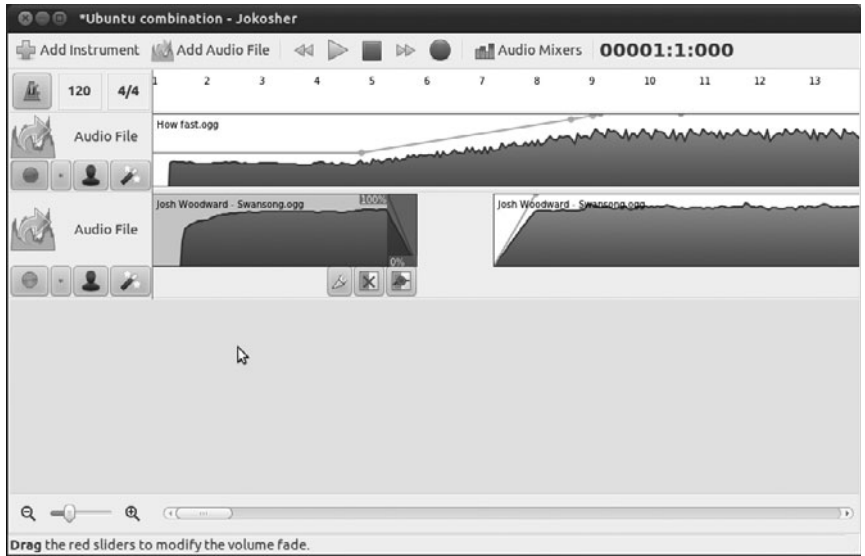 *Ubuntu combination - Jokosher
Add Instrument Add Audio File Audio Mixers 00001:1:000
120 4/4 1 2 3 4 5 6 7 8 9 10 11 12 13
How fast.ogg
Audio File
Josh Woodward - Swansong.ogg 100% Josh Woodward - Swansong.ogg
Audio File
0%
Drag the red sliders to modify the volume fade.